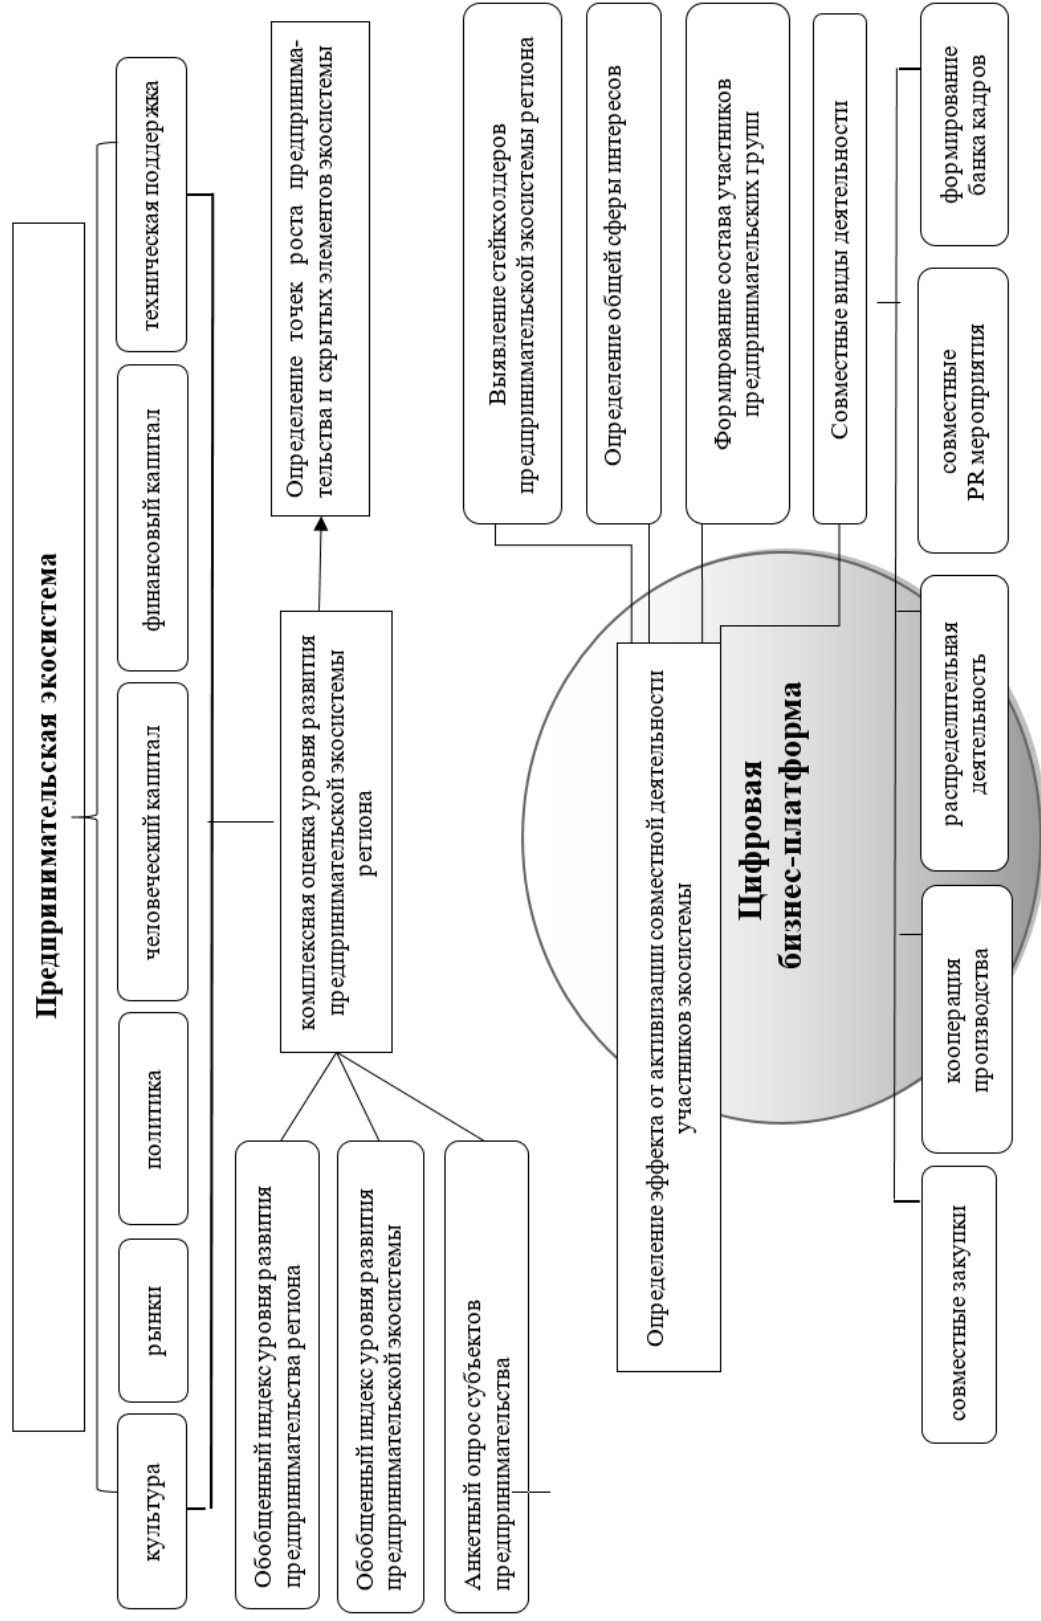 Предпринимательская экосистема
культура
рынки
политика
человеческий капитал
финансовый капитал
техническая поддержка
Обобщенный индекс уровня развития
предпринимательства региона
Обобщенный индекс уровня развития
предпринимательской экосистемы
Анкетный опрос субъектов
предпринимательства
комплексная оценка уровня развития
предпринимательской экосистемы
региона
Определение точек роста предпринима-
тельства и скрытых элементов экосистемы
Выявление стейкхолдеров
предпринимательской экосистемы региона
Определение общей сферы интересов
Формирование состава участников
предпринимательских групп
Совместные виды деятельности
Определение эффекта от активизации совместной деятельности
участников экосистемы
Цифровая
бизнес-платформа
совместные закупки
кооперация
производства
распределительная
деятельность
совместные
PR мероприятия
формирование
банка кадров